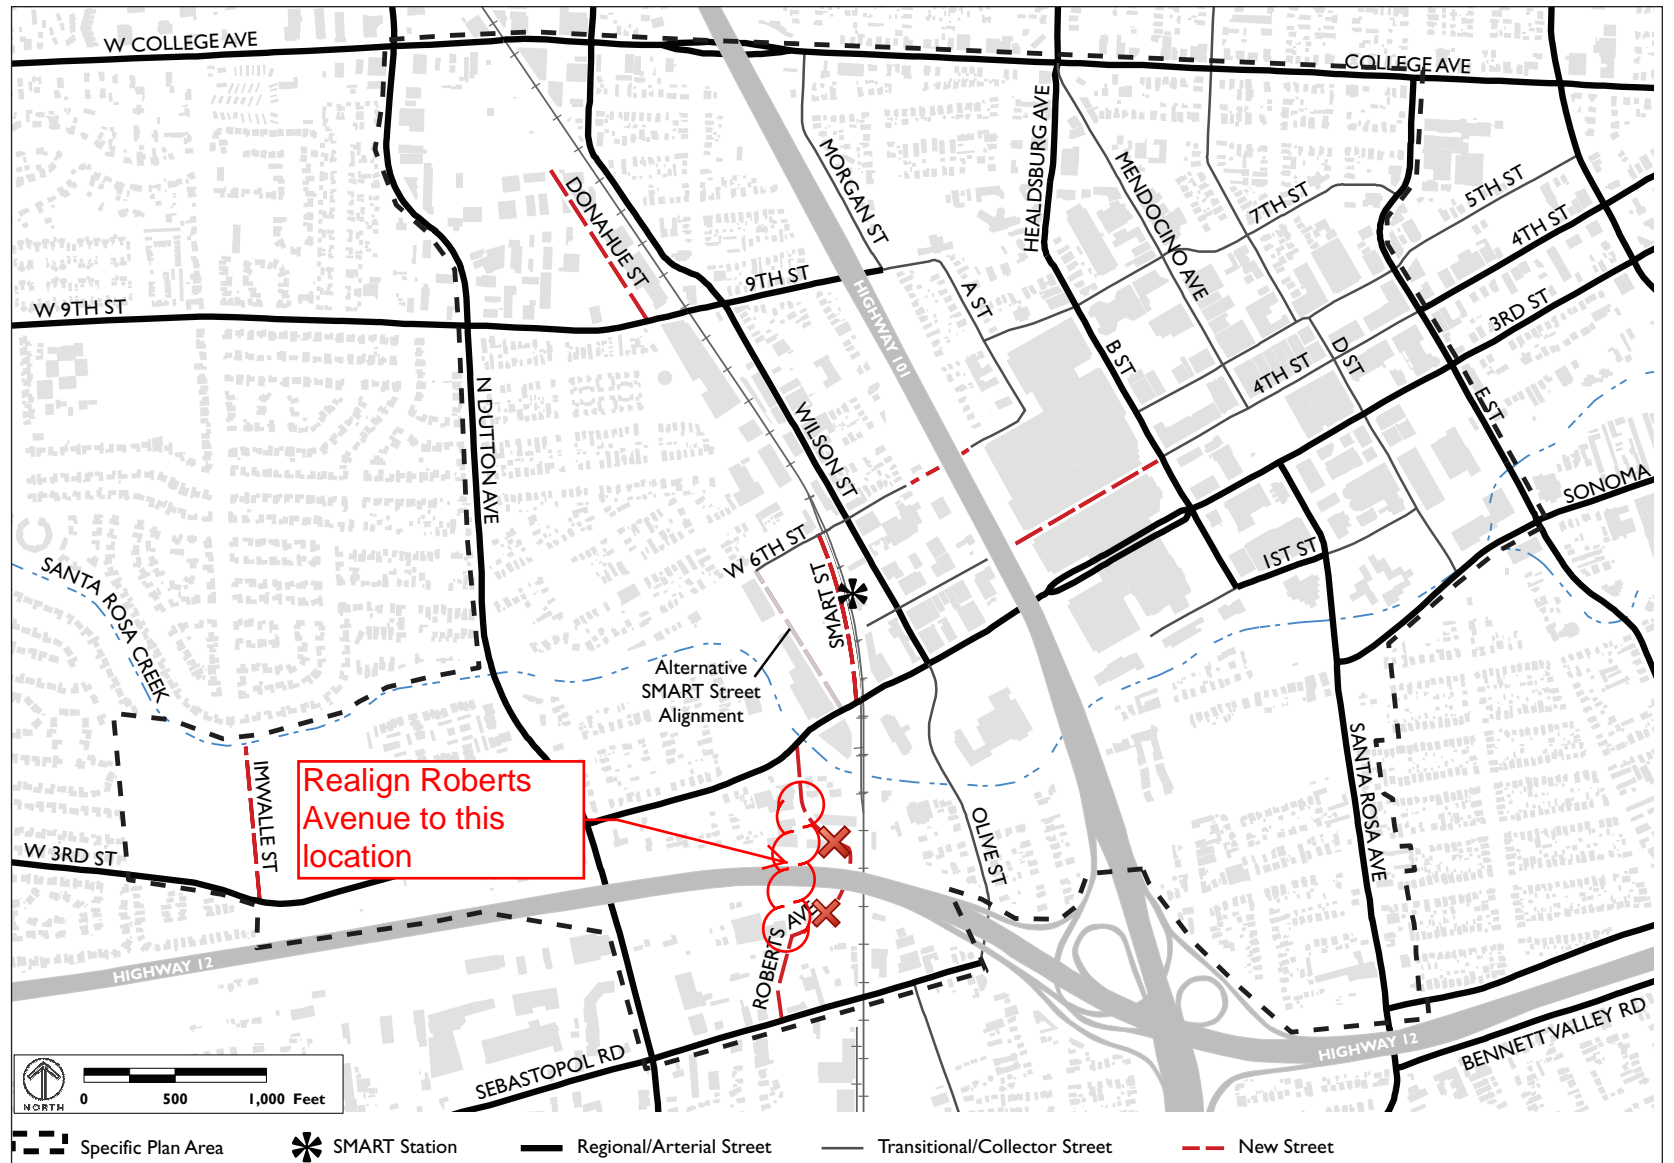 W COLLEGE AVE
COLLEGE AVE
HEALDSBURG AVE
MORGAN ST
MENDOCINO AVE
7TH ST
5TH ST
4TH ST
DONAHUE ST
9TH ST
W 9TH ST
A ST
HIGHWAY 101
3RD ST
B ST
D ST
4TH ST
E ST
N DUTTON AVE
WILSON ST
SONOMA
W 6TH ST
SMART ST
1ST ST
SANTA ROSA CREEK
Alternative
SMART Street
Alignment
SANTA ROSA AVE
IMWALLE ST
Realign Roberts
Avenue to this
location
OLIVE ST
W 3RD ST
ROBERTS AVE
HIGHWAY 12
HIGHWAY 12
BENNETT VALLEY RD
SEBASTOPOL RD
NORTH
0 500 1,000 Feet
Specific Plan Area
SMART Station
Regional/Arterial Street
Transitional/Collector Street
New Street